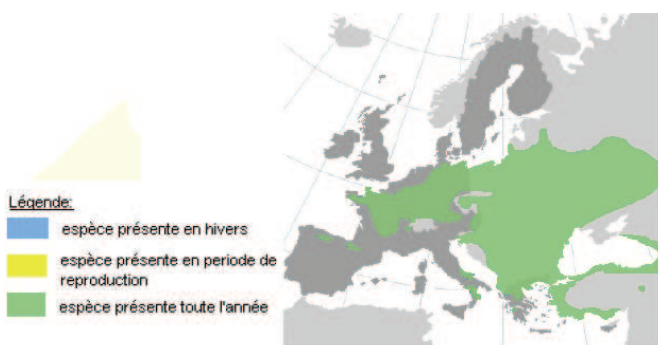 Légende:
espèce présente en hivers
espèce présente en periode de
reproduction
espèce présente toute l'année